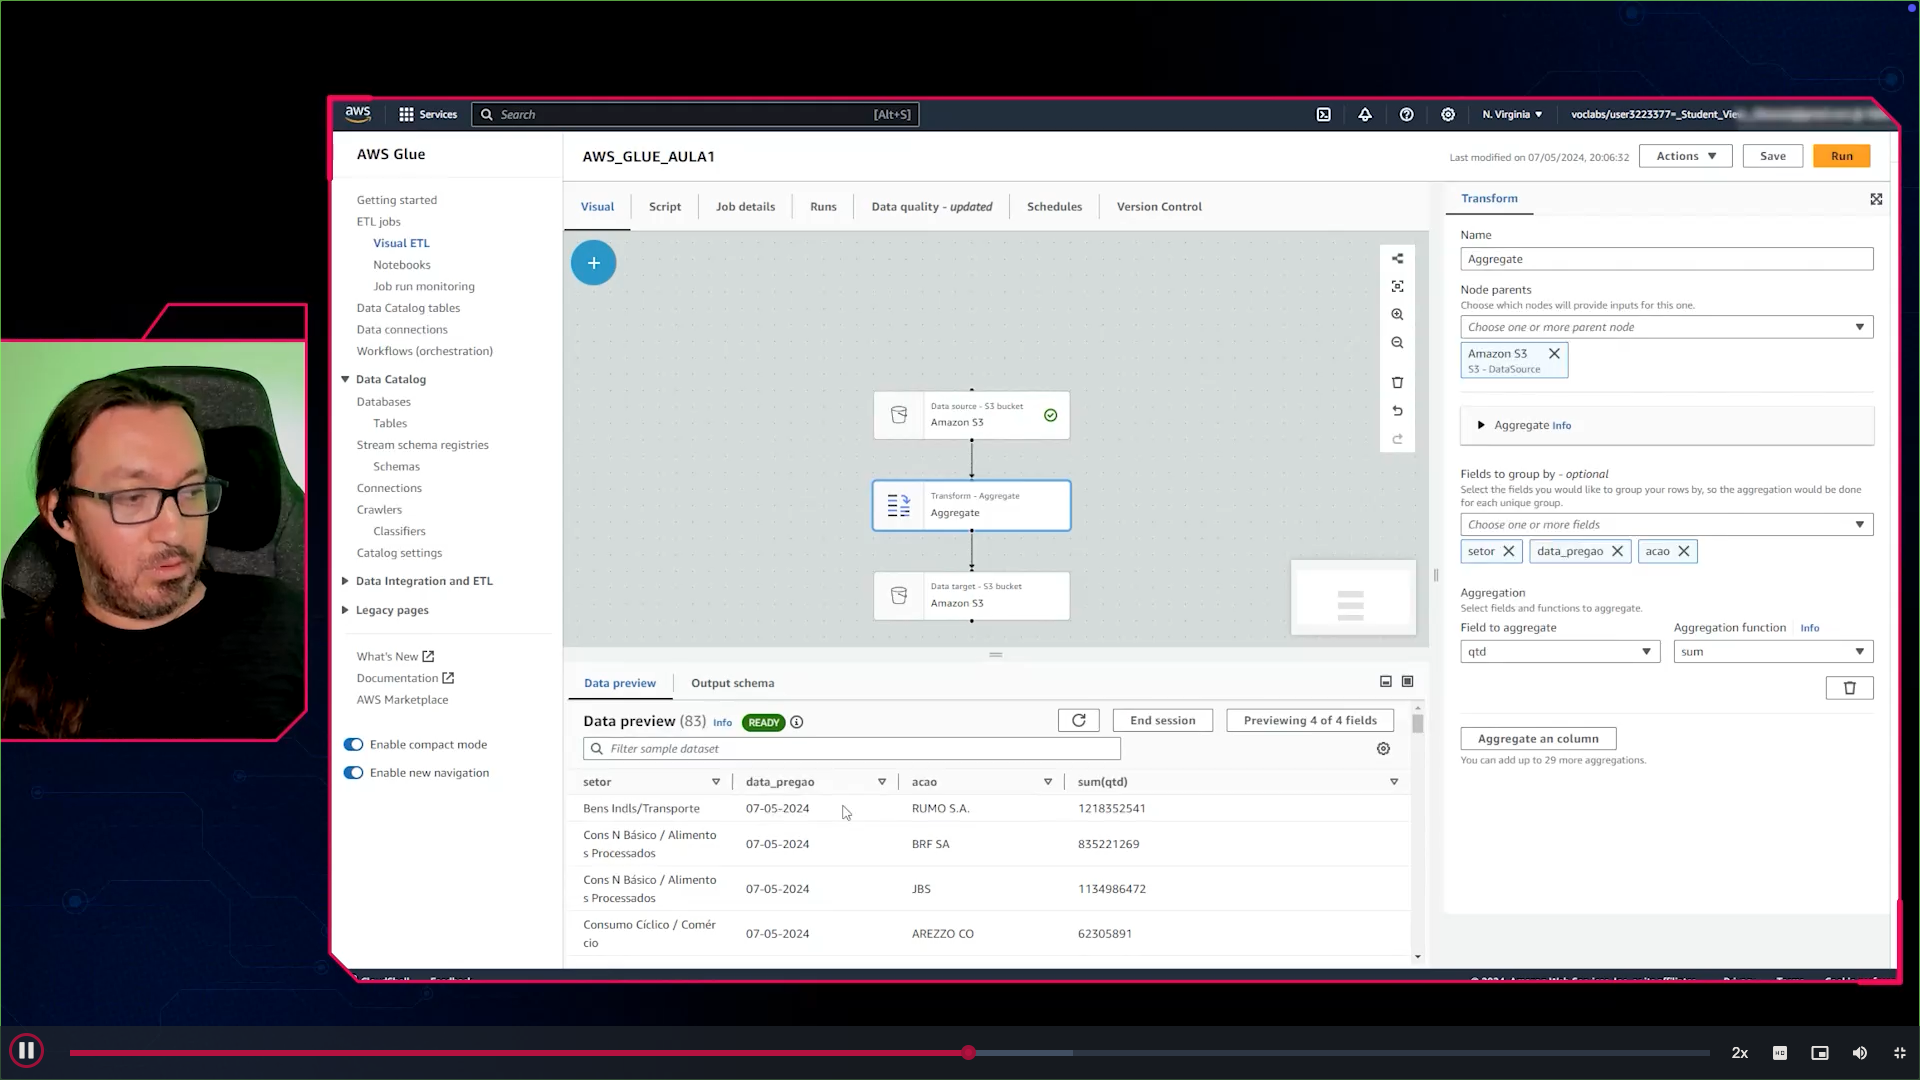 aws
Services
Search
[Alt+S]
N. Virginia
voclabs/user3223377=_Student_Vie
AWS Glue
Getting started
ETL jobs
Visual ETL
Notebooks
Job run monitoring
Data Catalog tables
Data connections
Workflows (orchestration)
Data Catalog
Databases
Tables
Stream schema registries
Schemas
Connections
Crawlers
Classifiers
Catalog settings
Data Integration and ETL
Legacy pages
What's New
Documentation
AWS Marketplace
Enable compact mode
Enable new navigation
AWS_GLUE_AULA1
Last modified on 07/05/2024, 20:06:32
Actions
Save
Run
Visual
Script
Job details
Runs
Data quality - updated
Schedules
Version Control
Data source - S3 bucket
Amazon S3
Transform - Aggregate
Aggregate
Data target - S3 bucket
Amazon S3
Data preview
Output schema
Data preview (83) Info READY
End session
Previewing 4 of 4 fields
Filter sample dataset
setor data_pregao acao sum(qtd)
Bens Indls/Transporte 07-05-2024 RUMO S.A. 1218352541
Cons N Básico / Alimento
s Processados 07-05-2024 BRF SA 835221269
Cons N Básico / Alimento
s Processados 07-05-2024 JBS 1134986472
Consumo Cíclico / Comér
cio 07-05-2024 AREZZO CO 62305891
Transform
Name
Aggregate
Node parents
Choose which nodes will provide inputs for this one.
Choose one or more parent node
Amazon S3
S3 - DataSource
Aggregate Info
Fields to group by - optional
Select the fields you would like to group your rows by, so the aggregation would be done
for each unique group.
Choose one or more fields
setor data_pregao acao
Aggregation
Select fields and functions to aggregate.
Field to aggregate Aggregation function Info
qtd sum
Aggregate an column
You can add up to 29 more aggregations.
2x
HD